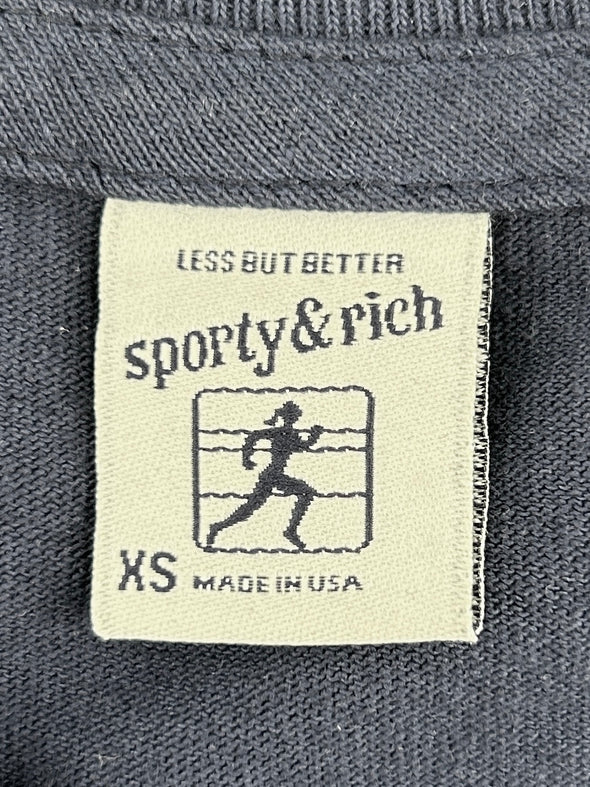 LESS BUT BETTER
sporty & rich
XS MADE IN USA